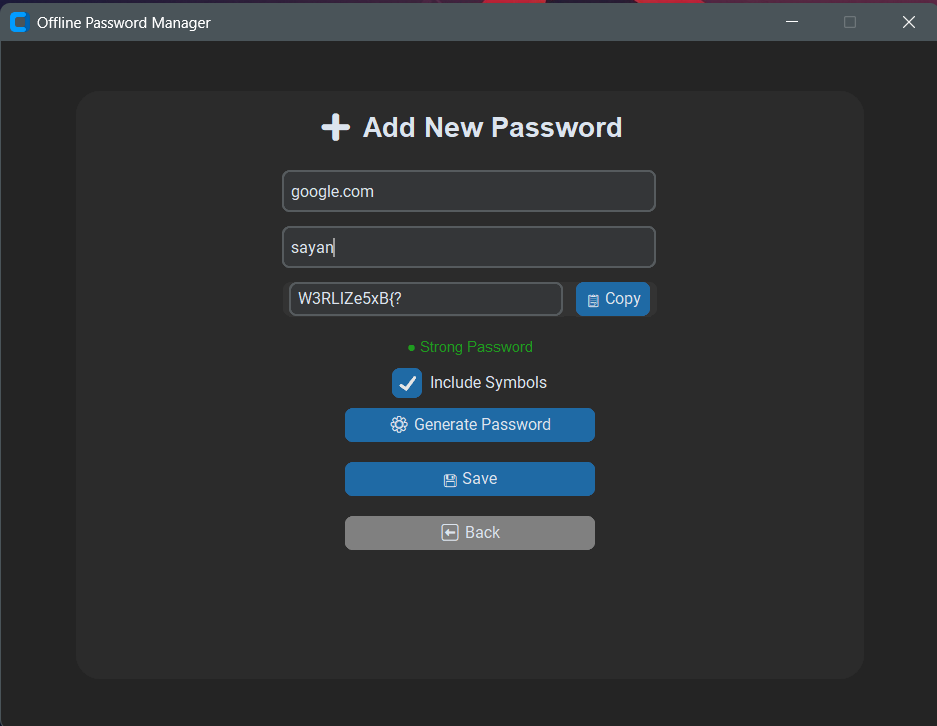 Offline Password Manager
Add New Password
google.com
sayan
W3RLIZe5xB{? Copy
Strong Password
Include Symbols
Generate Password
Save
Back